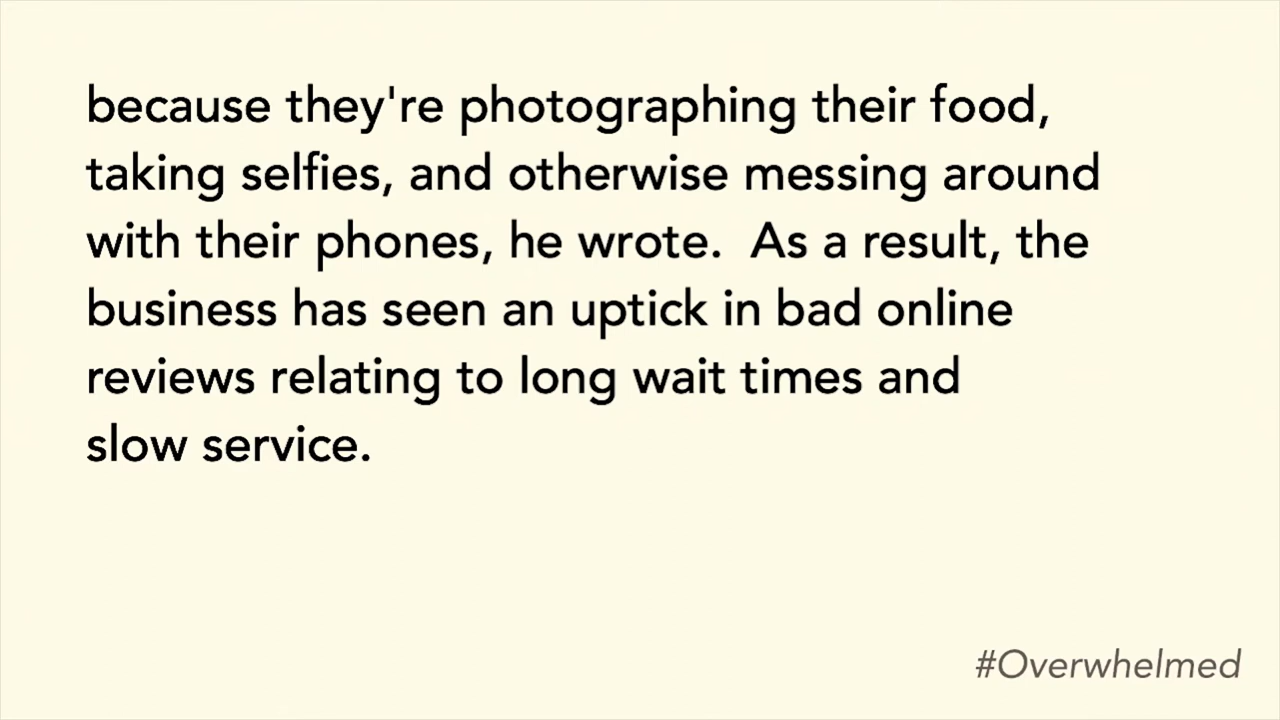 because they're photographing their food,
taking selfies, and otherwise messing around
with their phones, he wrote.  As a result, the
business has seen an uptick in bad online
reviews relating to long wait times and
slow service.
#Overwhelmed